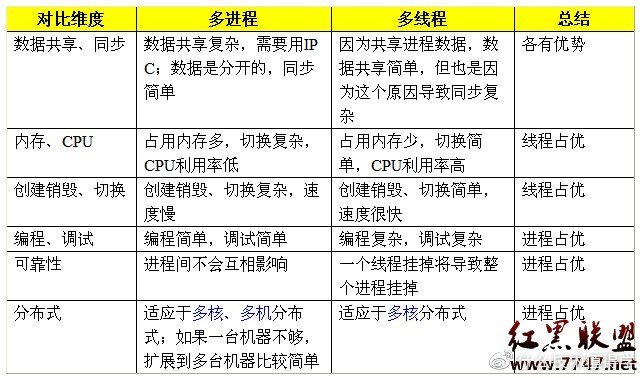 对比维度 多进程 多线程 总结
数据共享、同步 数据共享复杂，需要用IP 因为共享进程数据，数 各有优势
C；数据是分开的，同步 据共享简单，但也是因
简单 为这个原因导致同步复
杂
内存、CPU 占用内存多，切换复杂， 占用内存少，切换简 线程占优
CPU利用率低 单，CPU利用率高
创建销毁、切换 创建销毁、切换复杂，速 创建销毁、切换简单， 线程占优
度慢 速度很快
编程、调试 编程简单，调试简单 编程复杂，调试复杂 进程占优
可靠性 进程间不会互相影响 一个线程挂掉将导致整 进程占优
个进程挂掉
分布式 适应于多核、多机分布 适应于多核分布式 进程占优
式；如果一台机器不够，
扩展到多台机器比较简单
红黑联盟
www.7747.net